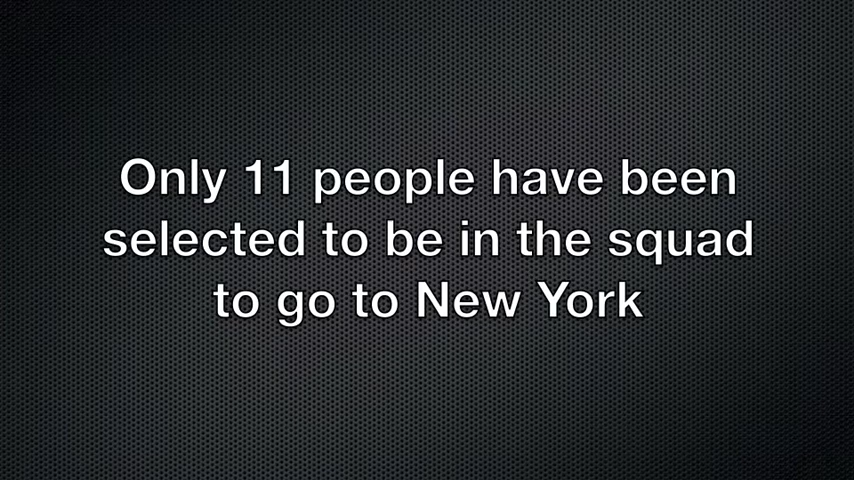 Only 11 people have been
selected to be in the squad
to go to New York